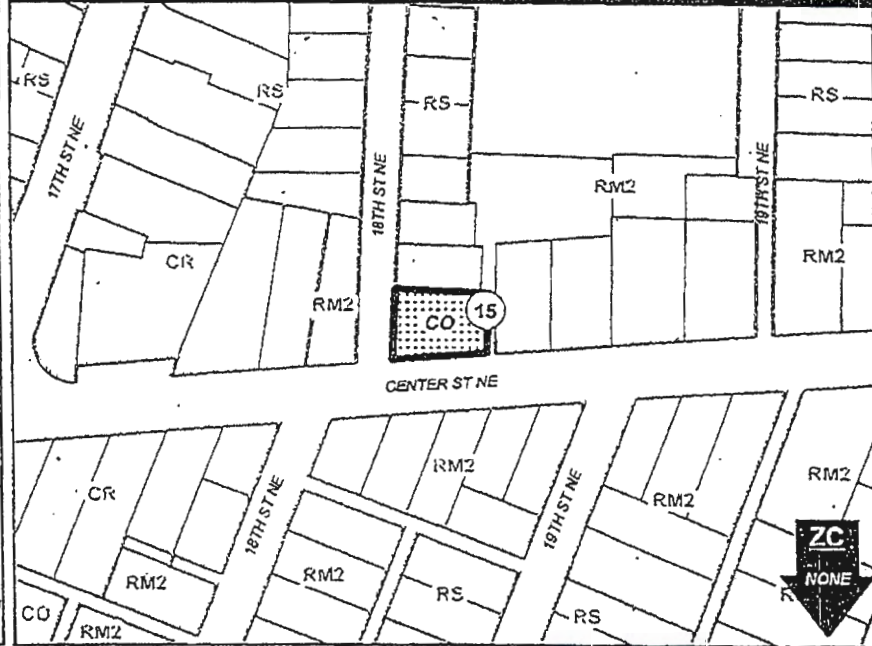 RS
RS
RS
RS
17TH ST NE
18TH ST NE
19TH ST NE
RM2
CR
RM2
RM2
CO
15
CENTER ST NE
CR
18TH ST NE
RM2
19TH ST NE
RM2
RM2
RM2
RM2
RS
RS
CO
RM2
ZC
NONE